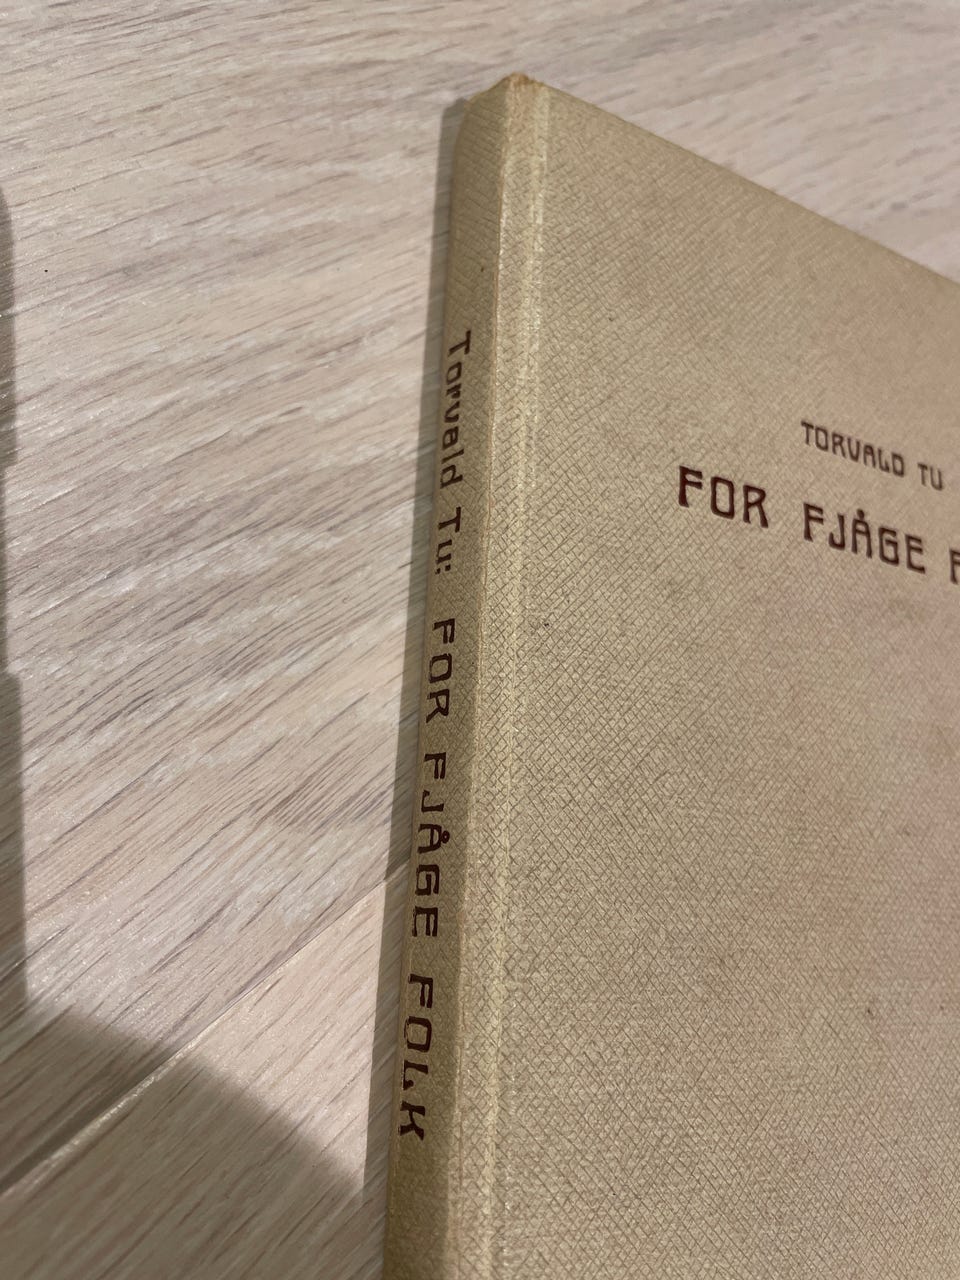 Torvald Tu: FOR FJÅGE FOLK
TORVALD TU
FOR FJÅGE F